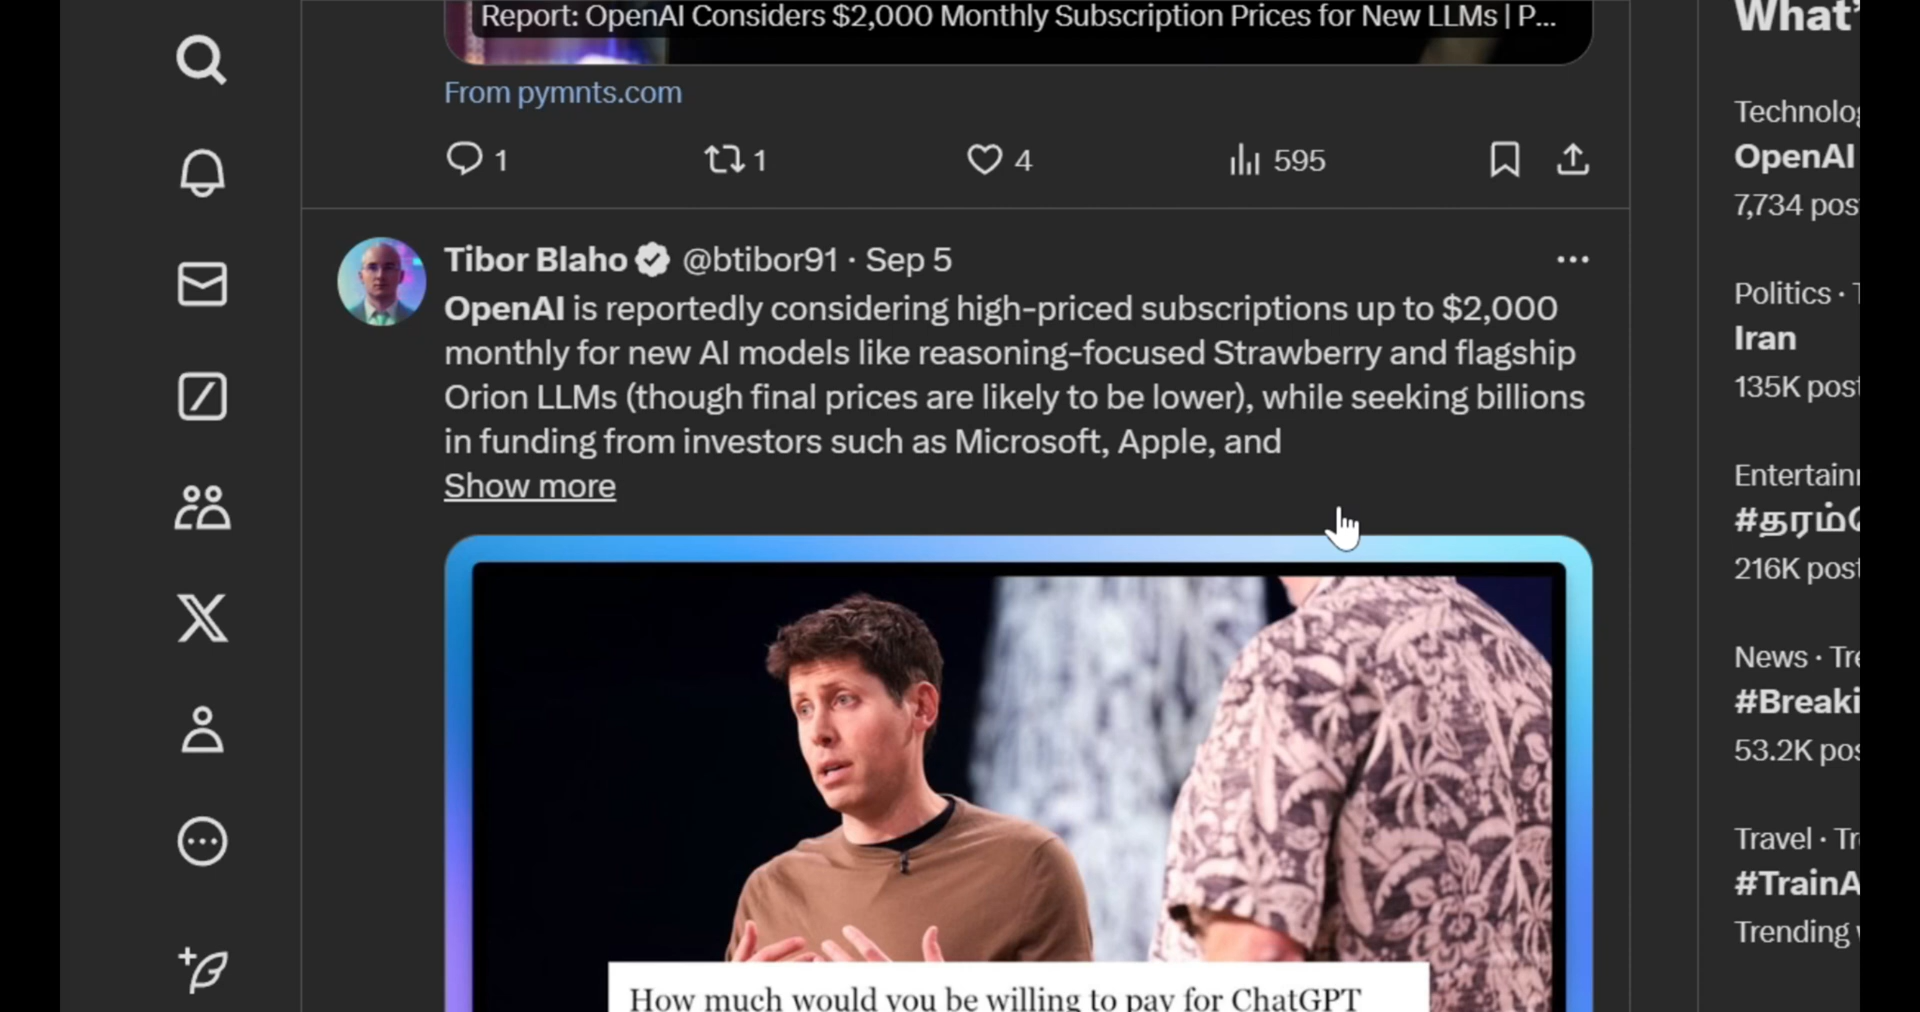 Report: OpenAI Considers $2,000 Monthly Subscription Prices for New LLMs | P...
From pymnts.com
1
1
4
595
Tibor Blaho @btibor91 · Sep 5
OpenAI is reportedly considering high-priced subscriptions up to $2,000
monthly for new AI models like reasoning-focused Strawberry and flagship
Orion LLMs (though final prices are likely to be lower), while seeking billions
in funding from investors such as Microsoft, Apple, and
Show more
How much would you be willing to pay for ChatGPT
What'
Technolo
OpenAI
7,734 pos
Politics · T
Iran
135K post
Entertain
#தரம்
216K post
News · Tre
#Breaki
53.2K pos
Travel · Tr
#TrainA
Trending